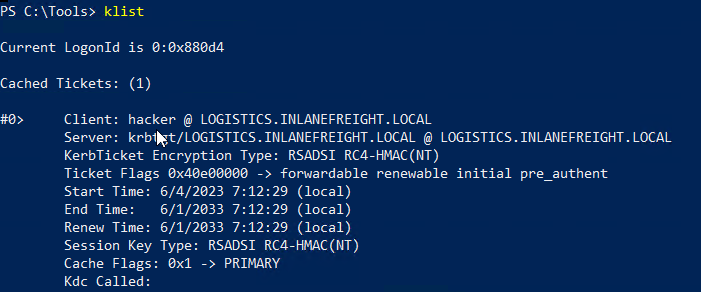 PS C:\Tools> klist
Current LogonId is 0:0x880d4
Cached Tickets: (1)
#0> Client: hacker @ LOGISTICS.INLANEFREIGHT.LOCAL
Server: krbtgt/LOGISTICS.INLANEFREIGHT.LOCAL @ LOGISTICS.INLANEFREIGHT.LOCAL
KerbTicket Encryption Type: RSADSI RC4-HMAC(NT)
Ticket Flags 0x40e00000 -> forwardable renewable initial pre_authent
Start Time: 6/4/2023 7:12:29 (local)
End Time: 6/1/2033 7:12:29 (local)
Renew Time: 6/1/2033 7:12:29 (local)
Session Key Type: RSADSI RC4-HMAC(NT)
Cache Flags: 0x1 -> PRIMARY
Kdc Called: